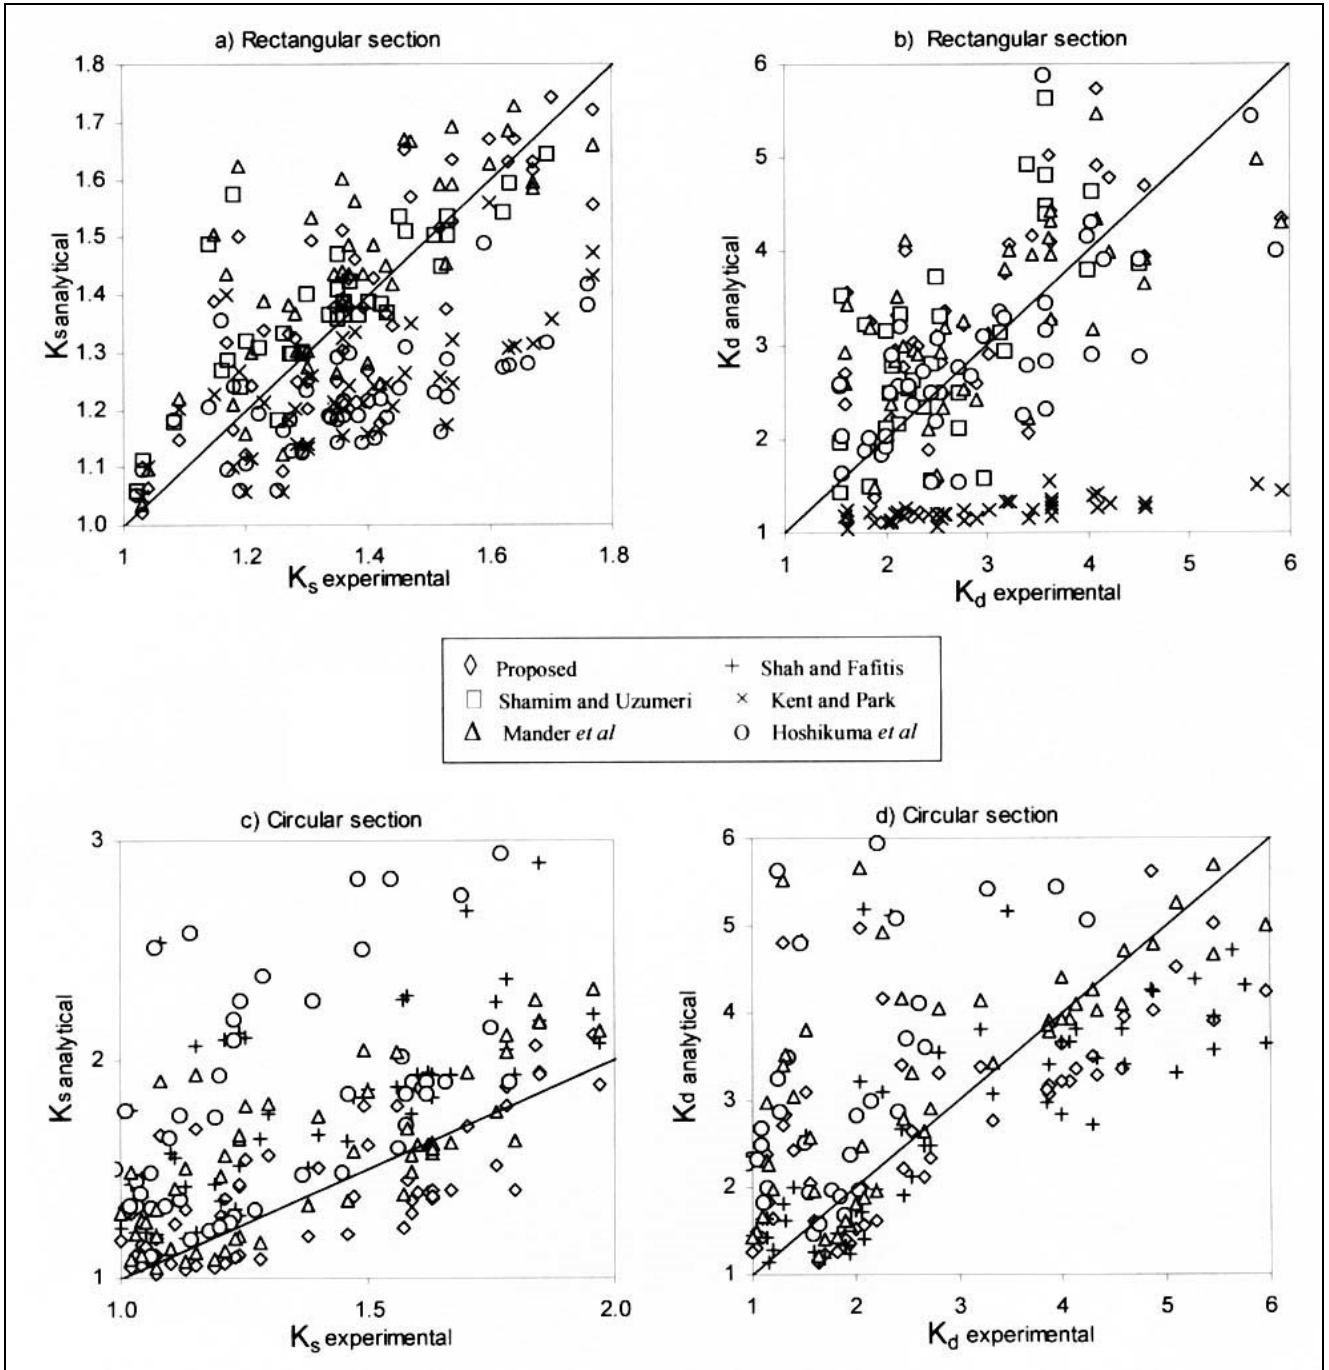 a) Rectangular section
1.8
1.7
1.6
1.5
1.4
1.3
1.2
1.1
1.0
Ks analytical
1 1.2 1.4 1.6 1.8
Ks experimental
b) Rectangular section
6
5
4
3
2
1
Kd analytical
1 2 3 4 5 6
Kd experimental
Proposed
Shamim and Uzumeri
Mander et al
Shah and Fafitis
Kent and Park
Hoshikuma et al
c) Circular section
3
2
1
Ks analytical
1.0 1.5 2.0
Ks experimental
d) Circular section
6
5
4
3
2
1
Kd analytical
1 2 3 4 5 6
Kd experimental